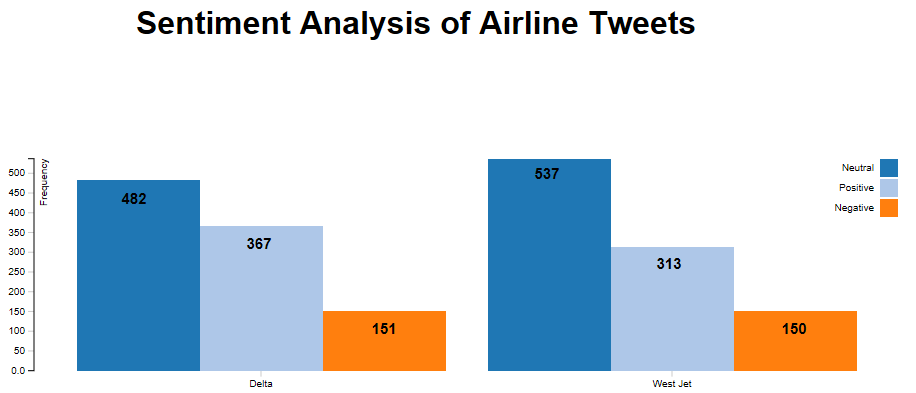 Sentiment Analysis of Airline Tweets
Frequency
500
450
400
350
300
250
200
150
100
50
0.0
482
367
151
537
313
150
Neutral
Positive
Negative
Delta
West Jet